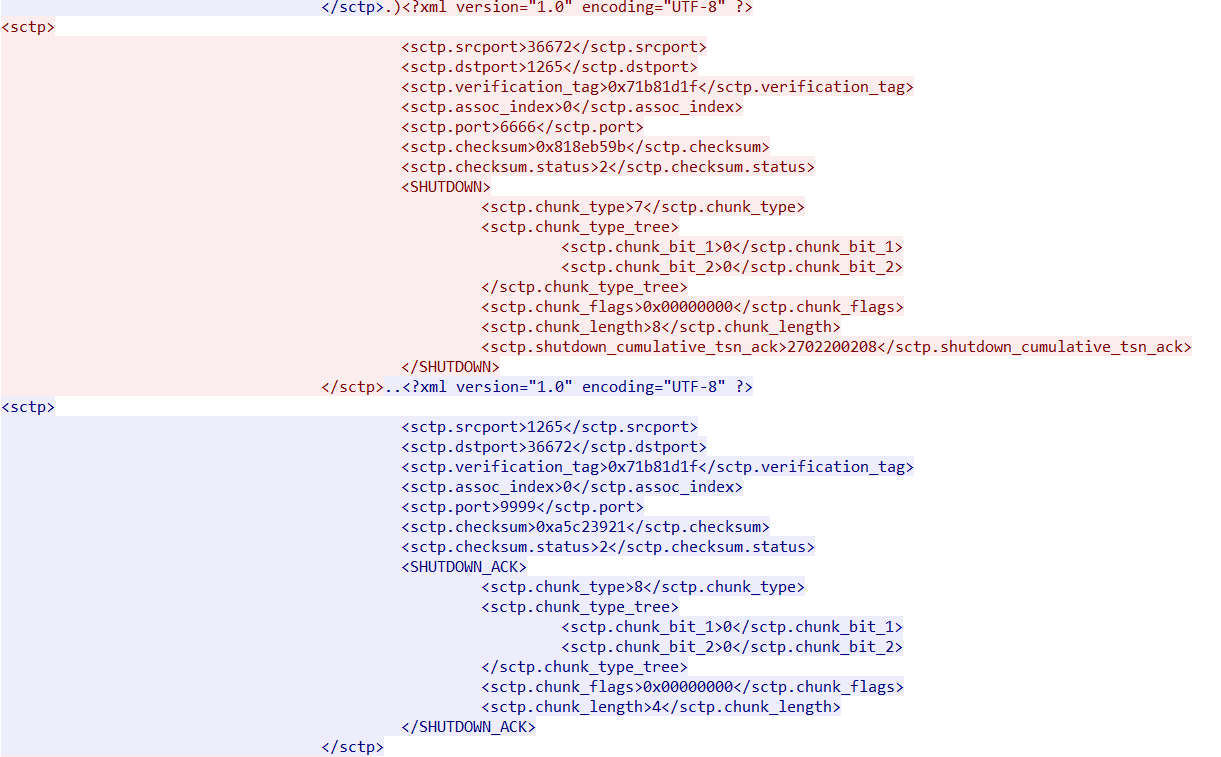 </sctp>.)<?xml version="1.0" encoding="UTF-8" ?>
<sctp>
<sctp.srcport>36672</sctp.srcport>
<sctp.dstport>1265</sctp.dstport>
<sctp.verification_tag>0x71b81d1f</sctp.verification_tag>
<sctp.assoc_index>0</sctp.assoc_index>
<sctp.port>6666</sctp.port>
<sctp.checksum>0x818eb59b</sctp.checksum>
<sctp.checksum.status>2</sctp.checksum.status>
<SHUTDOWN>
<sctp.chunk_type>7</sctp.chunk_type>
<sctp.chunk_type_tree>
<sctp.chunk_bit_1>0</sctp.chunk_bit_1>
<sctp.chunk_bit_2>0</sctp.chunk_bit_2>
</sctp.chunk_type_tree>
<sctp.chunk_flags>0x00000000</sctp.chunk_flags>
<sctp.chunk_length>8</sctp.chunk_length>
<sctp.shutdown_cumulative_tsn_ack>2702200208</sctp.shutdown_cumulative_tsn_ack>
</SHUTDOWN>
</sctp>..<?xml version="1.0" encoding="UTF-8" ?>
<sctp>
<sctp.srcport>1265</sctp.srcport>
<sctp.dstport>36672</sctp.dstport>
<sctp.verification_tag>0x71b81d1f</sctp.verification_tag>
<sctp.assoc_index>0</sctp.assoc_index>
<sctp.port>9999</sctp.port>
<sctp.checksum>0xa5c23921</sctp.checksum>
<sctp.checksum.status>2</sctp.checksum.status>
<SHUTDOWN_ACK>
<sctp.chunk_type>8</sctp.chunk_type>
<sctp.chunk_type_tree>
<sctp.chunk_bit_1>0</sctp.chunk_bit_1>
<sctp.chunk_bit_2>0</sctp.chunk_bit_2>
</sctp.chunk_type_tree>
<sctp.chunk_flags>0x00000000</sctp.chunk_flags>
<sctp.chunk_length>4</sctp.chunk_length>
</SHUTDOWN_ACK>
</sctp>